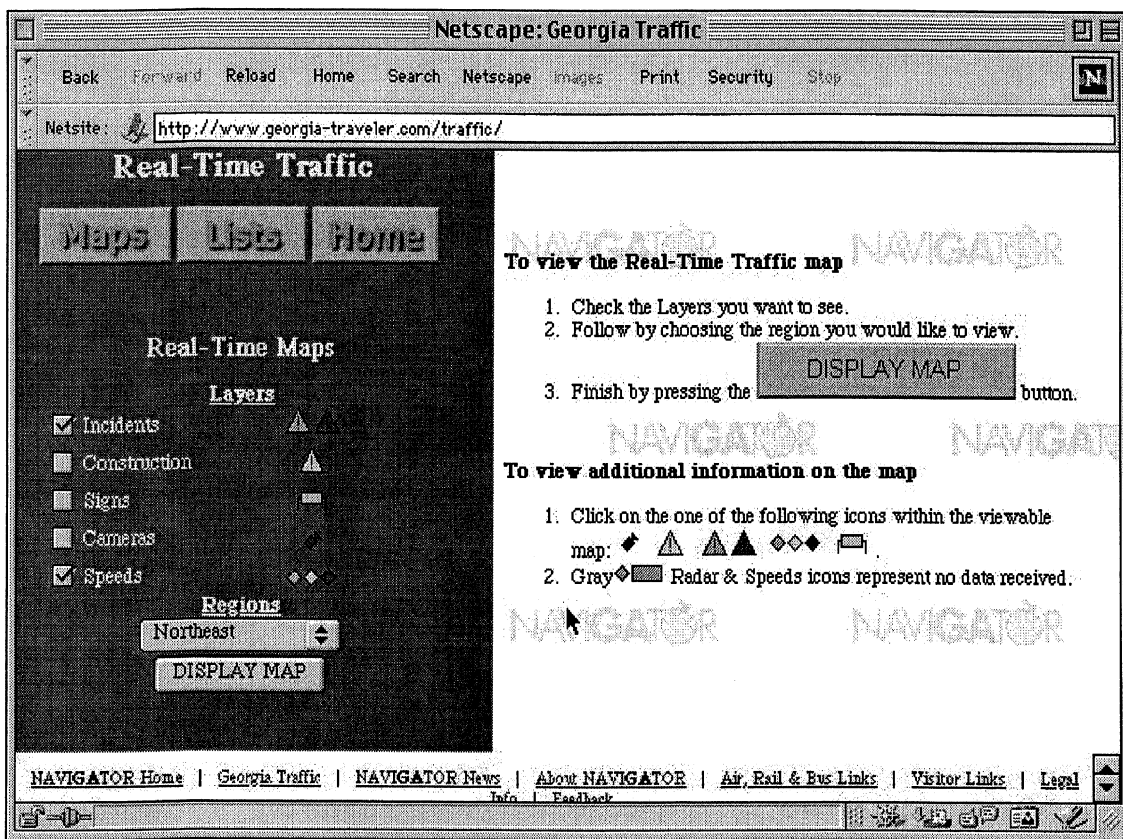 Netscape: Georgia Traffic
Back Forward Reload Home Search Netscape Images Print Security Stop
N
Netsite: http://www.georgia-traveler.com/traffic/
Real-Time Traffic
Maps Lists Home
Real-Time Maps
Layers
Incidents
Construction
Signs
Cameras
Speeds
Regions
Northeast
DISPLAY MAP
NAVIGATOR NAVIGATOR
To view the Real-Time Traffic map
1. Check the Layers you want to see.
2. Follow by choosing the region you would like to view.
3. Finish by pressing the DISPLAY MAP button.
NAVIGATOR NAVIGAT
To view additional information on the map
1. Click on the one of the following icons within the viewable
map: .
2. Gray Radar & Speeds icons represent no data received.
NAVIGATOR NAVIGATOR
NAVIGATOR Home | Georgia Traffic | NAVIGATOR News | About NAVIGATOR | Air, Rail & Bus Links | Visitor Links | Legal
Info | Feedback